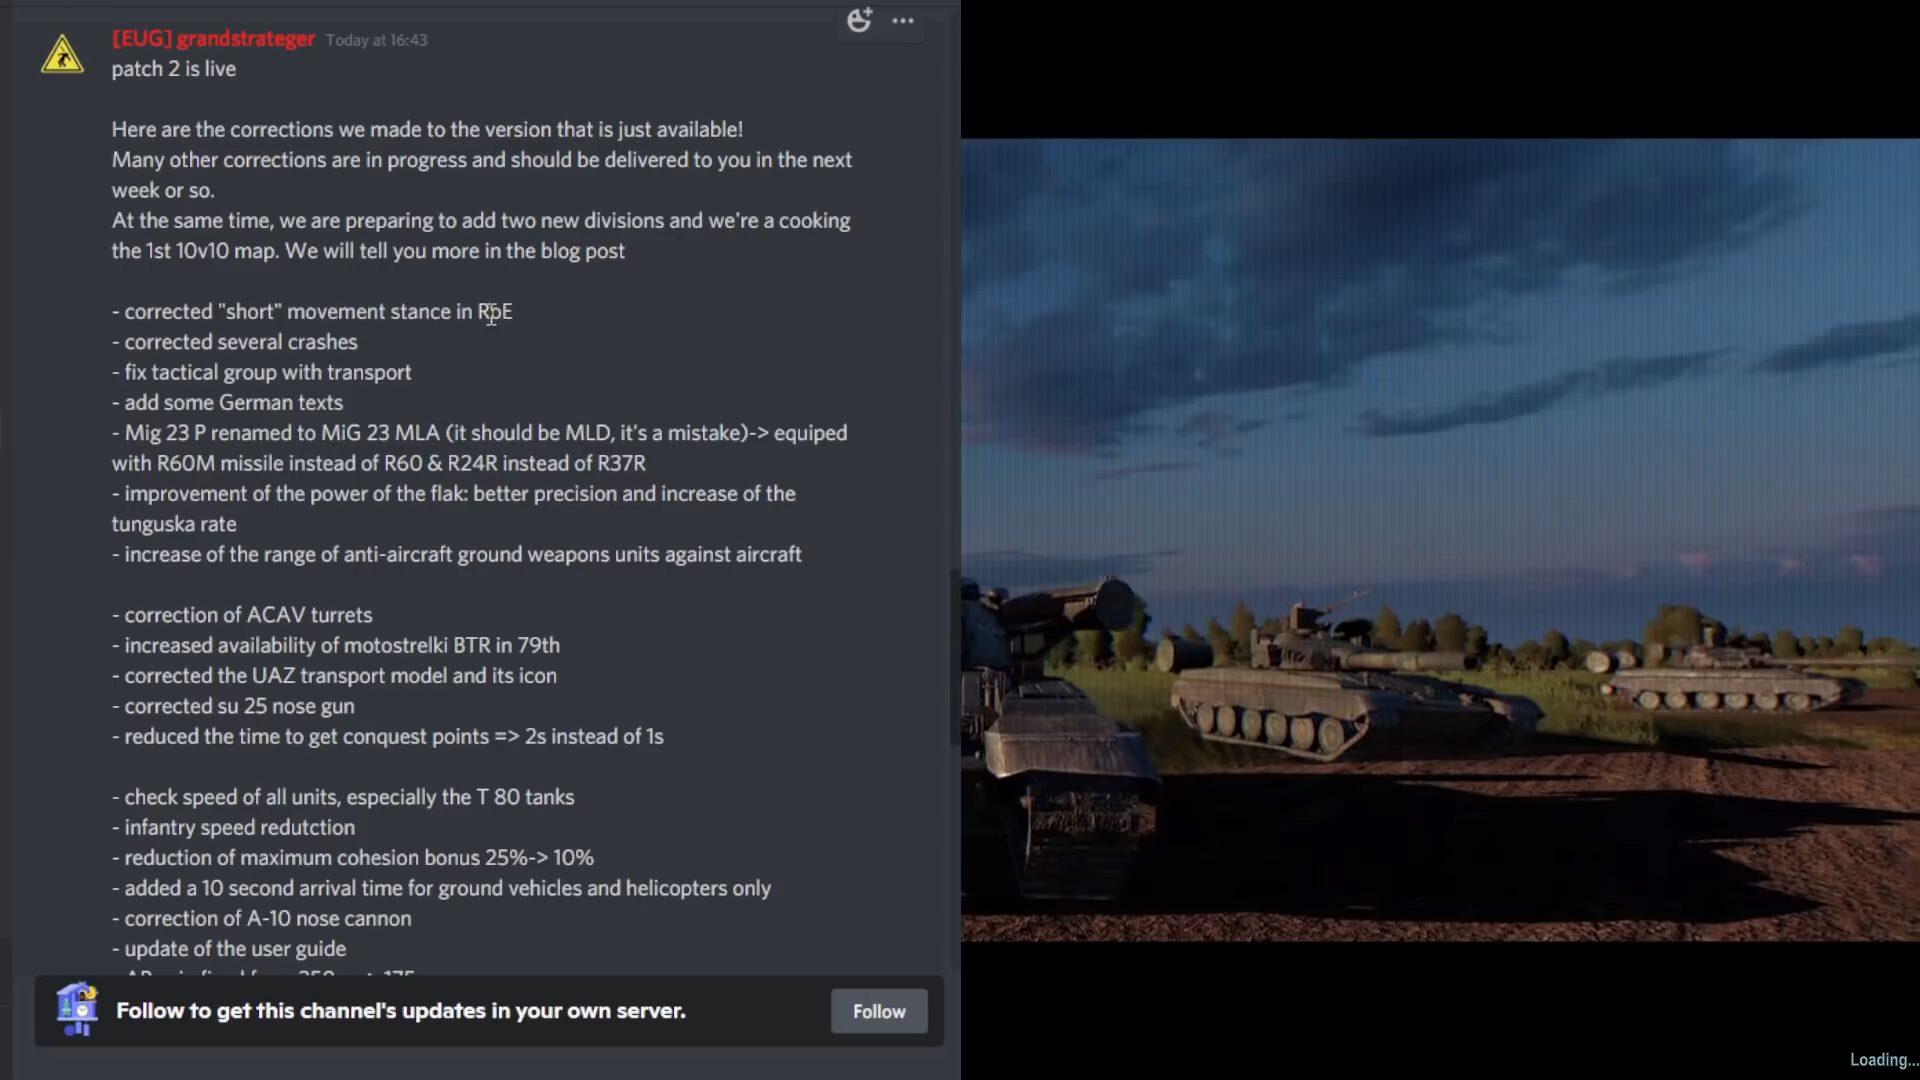 [EUG] grandstrateger Today at 16:43
patch 2 is live
Here are the corrections we made to the version that is just available!
Many other corrections are in progress and should be delivered to you in the next
week or so.
At the same time, we are preparing to add two new divisions and we're a cooking
the 1st 10v10 map. We will tell you more in the blog post
- corrected "short" movement stance in RoE
- corrected several crashes
- fix tactical group with transport
- add some German texts
- Mig 23 P renamed to MiG 23 MLA (it should be MLD, it's a mistake)-> equiped
with R60M missile instead of R60 & R24R instead of R37R
- improvement of the power of the flak: better precision and increase of the
tunguska rate
- increase of the range of anti-aircraft ground weapons units against aircraft
- correction of ACAV turrets
- increased availability of motostrelki BTR in 79th
- corrected the UAZ transport model and its icon
- corrected su 25 nose gun
- reduced the time to get conquest points => 2s instead of 1s
- check speed of all units, especially the T 80 tanks
- infantry speed redutction
- reduction of maximum cohesion bonus 25%-> 10%
- added a 10 second arrival time for ground vehicles and helicopters only
- correction of A-10 nose cannon
- update of the user guide
Follow to get this channel's updates in your own server.
Follow
Loading...